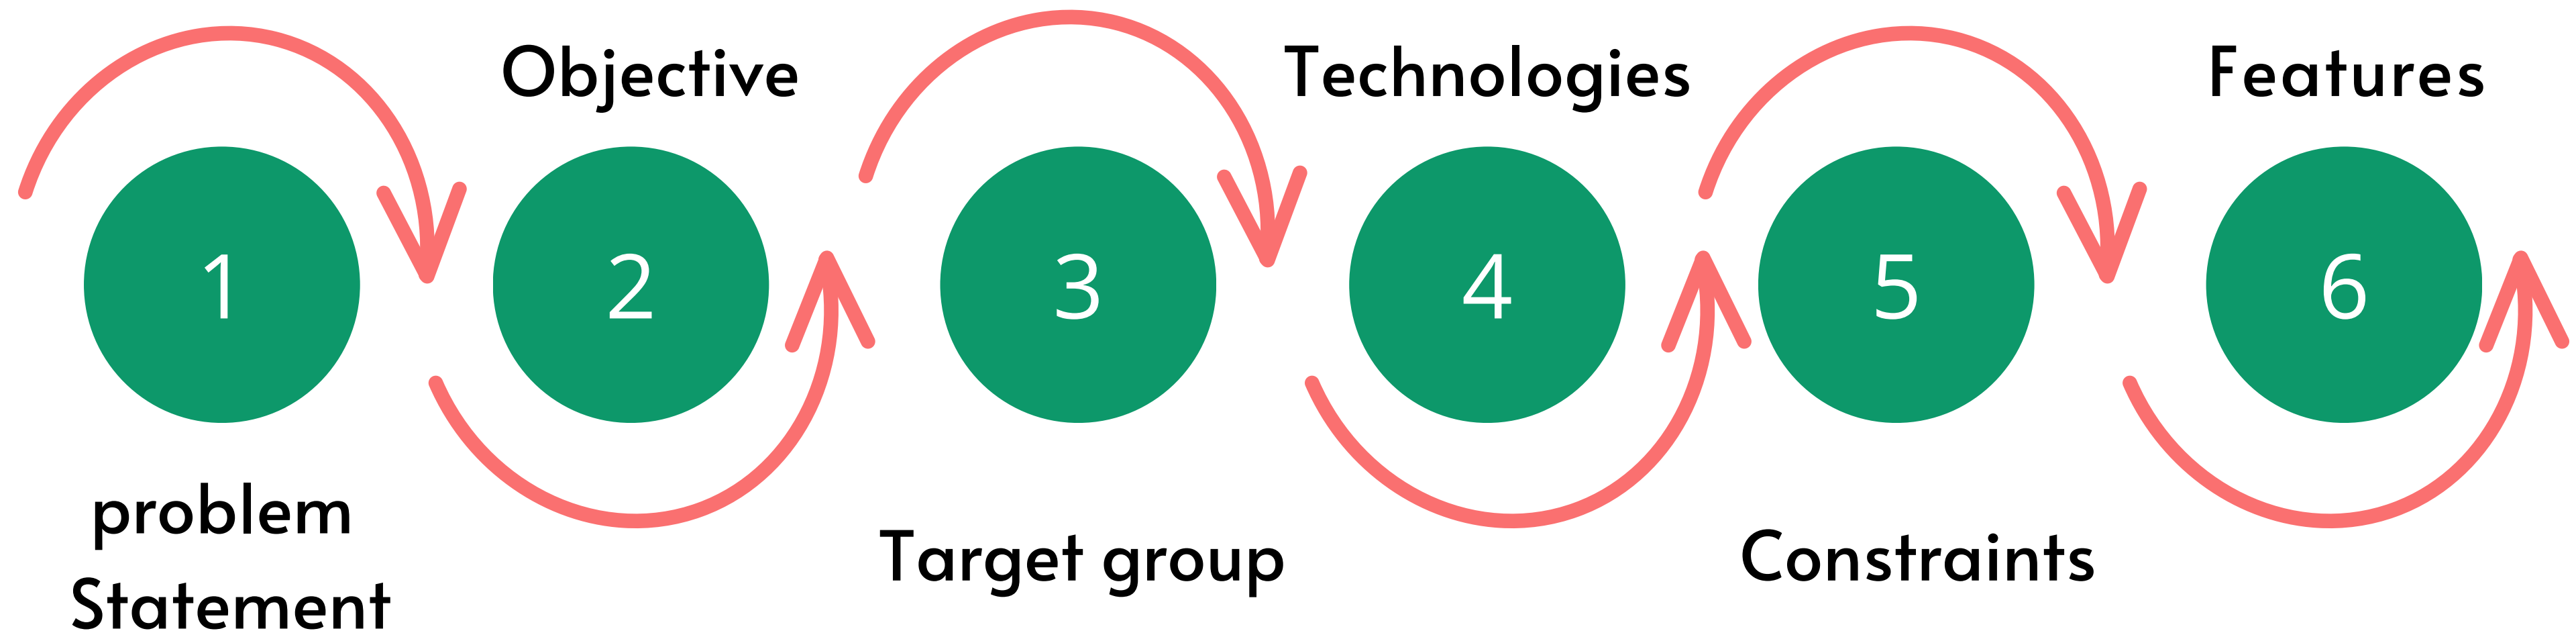 Objective
Technologies
Features
1
2
3
4
5
6
problem
Statement
Target group
Constraints